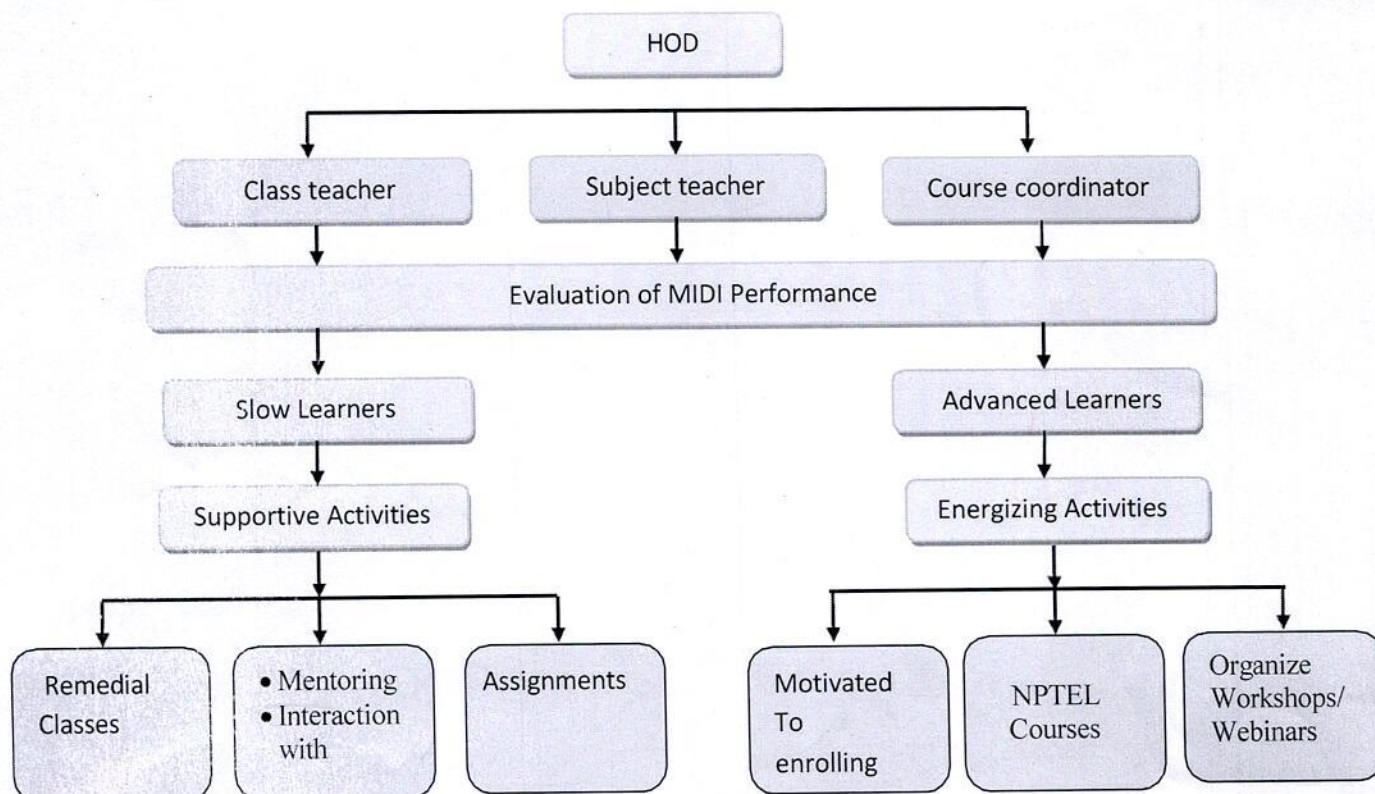 HOD
Class teacher
Subject teacher
Course coordinator
Evaluation of MIDI Performance
Slow Learners
Advanced Learners
Supportive Activities
Energizing Activities
Remedial
Classes
• Mentoring
• Interaction
with
Assignments
Motivated
To
enrolling
NPTEL
Courses
Organize
Workshops/
Webinars